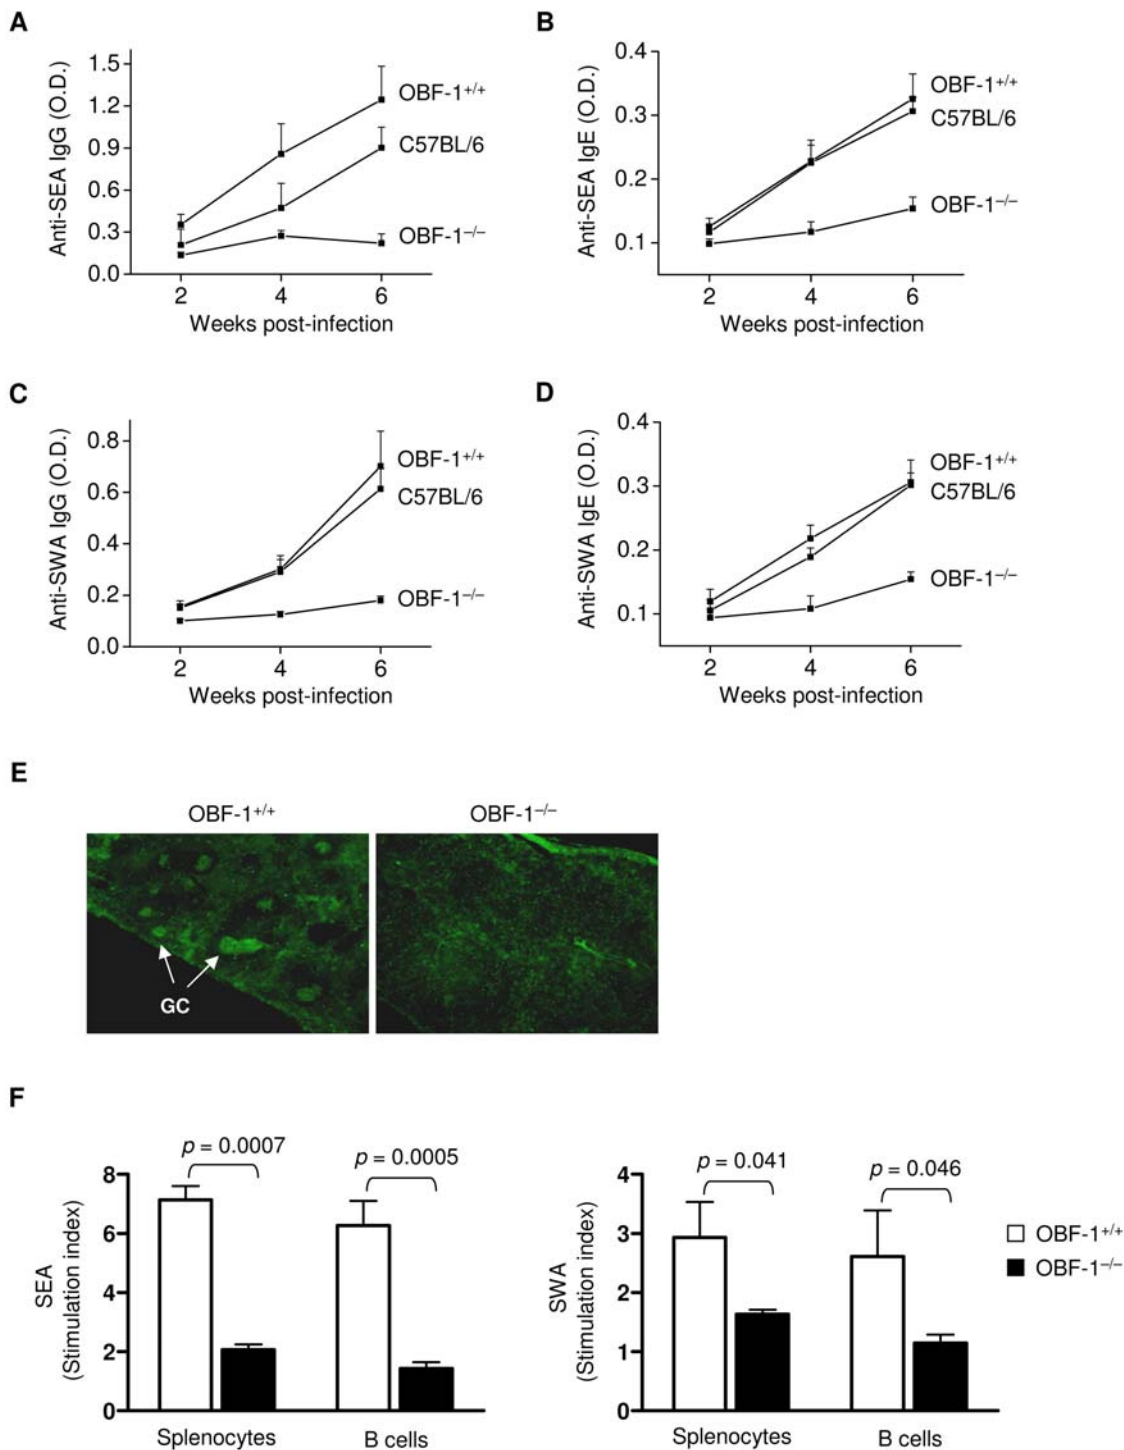 A
Anti-SEA IgG (O.D.)
1.5
1.2
0.9
0.6
0.3
0.0
OBF-1+/+
C57BL/6
OBF-1−/−
2 4 6
Weeks post-infection
B
Anti-SEA IgE (O.D.)
0.4
0.3
0.2
0.1
OBF-1+/+
C57BL/6
OBF-1−/−
2 4 6
Weeks post-infection
C
Anti-SWA IgG (O.D.)
0.8
0.6
0.4
0.2
0.0
OBF-1+/+
C57BL/6
OBF-1−/−
2 4 6
Weeks post-infection
D
Anti-SWA IgE (O.D.)
0.4
0.3
0.2
0.1
OBF-1+/+
C57BL/6
OBF-1−/−
2 4 6
Weeks post-infection
E
OBF-1+/+
OBF-1−/−
GC
F
SEA
(Stimulation index)
8
6
4
2
0
p = 0.0007
p = 0.0005
Splenocytes
B cells
SWA
(Stimulation index)
4
3
2
1
0
p = 0.041
p = 0.046
Splenocytes
B cells
OBF-1+/+
OBF-1−/−